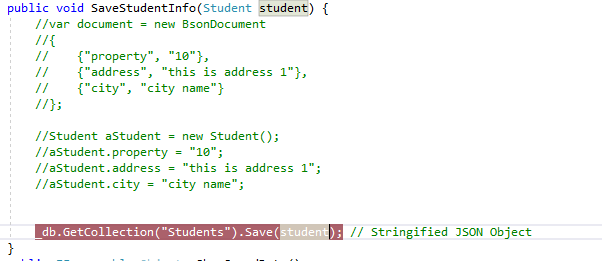 public void SaveStudentInfo(Student student) {
//var document = new BsonDocument
//{
//    {"property", "10"},
//    {"address", "this is address 1"},
//    {"city", "city name"}
//};
//Student aStudent = new Student();
//aStudent.property = "10";
//aStudent.address = "this is address 1";
//aStudent.city = "city name";
_db.GetCollection("Students").Save(student); // Stringified JSON Object
}